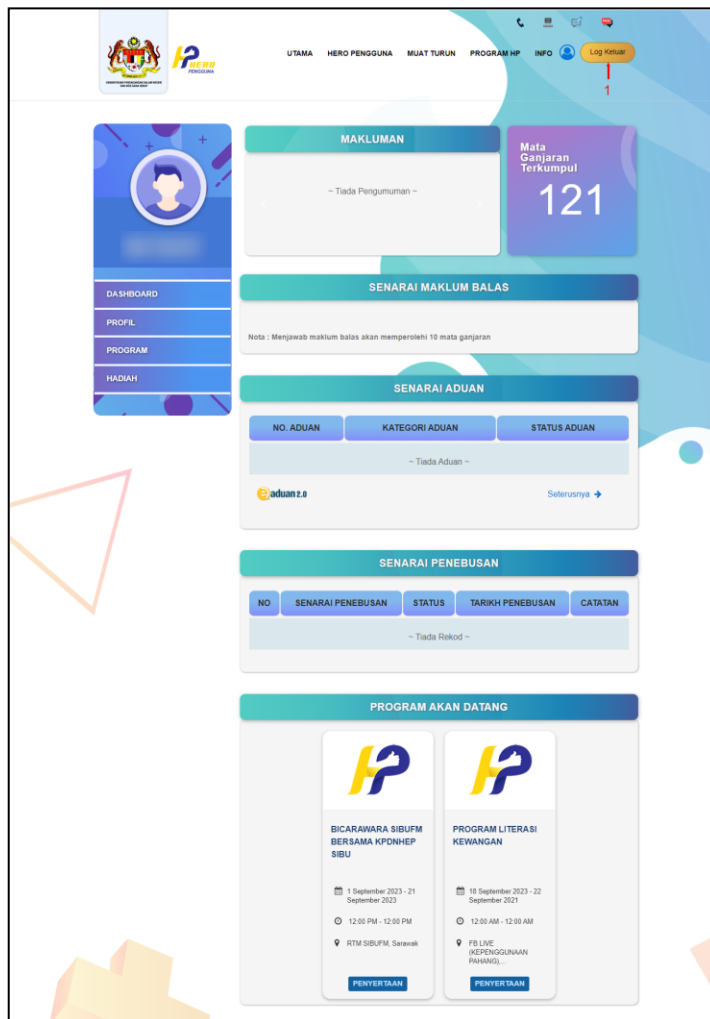 UTAMA HERO PENGGUNA MUAT TURUN PROGRAM HP INFO Log Keluar
HERO
PENGGUNA
1
MAKLUMAN
~ Tiada Pengumuman ~
Mata
Ganjaran
Terkumpul
121
DASHBOARD
PROFIL
PROGRAM
HADIAH
SENARAI MAKLUM BALAS
Nota : Menjawab maklum balas akan memperolehi 10 mata ganjaran
SENARAI ADUAN
NO. ADUAN KATEGORI ADUAN STATUS ADUAN
~ Tiada Aduan ~
e-aduan 2.0 Seterusnya
SENARAI PENEBUSAN
NO SENARAI PENEBUSAN STATUS TARIKH PENEBUSAN CATATAN
~ Tiada Rekod ~
PROGRAM AKAN DATANG
BICARAWARA SIBUFM
BERSAMA KPDNHEP
SIBU
1 September 2023 - 21
September 2023
12:00 PM - 12:00 PM
RTM SIBUFM, Sarawak
PENYERTAAN
PROGRAM LITERASI
KEWANGAN
18 September 2023 - 22
September 2021
12:00 AM - 12:00 AM
FB LIVE
(KEPENGGUNAAN
PAHANG),...
PENYERTAAN